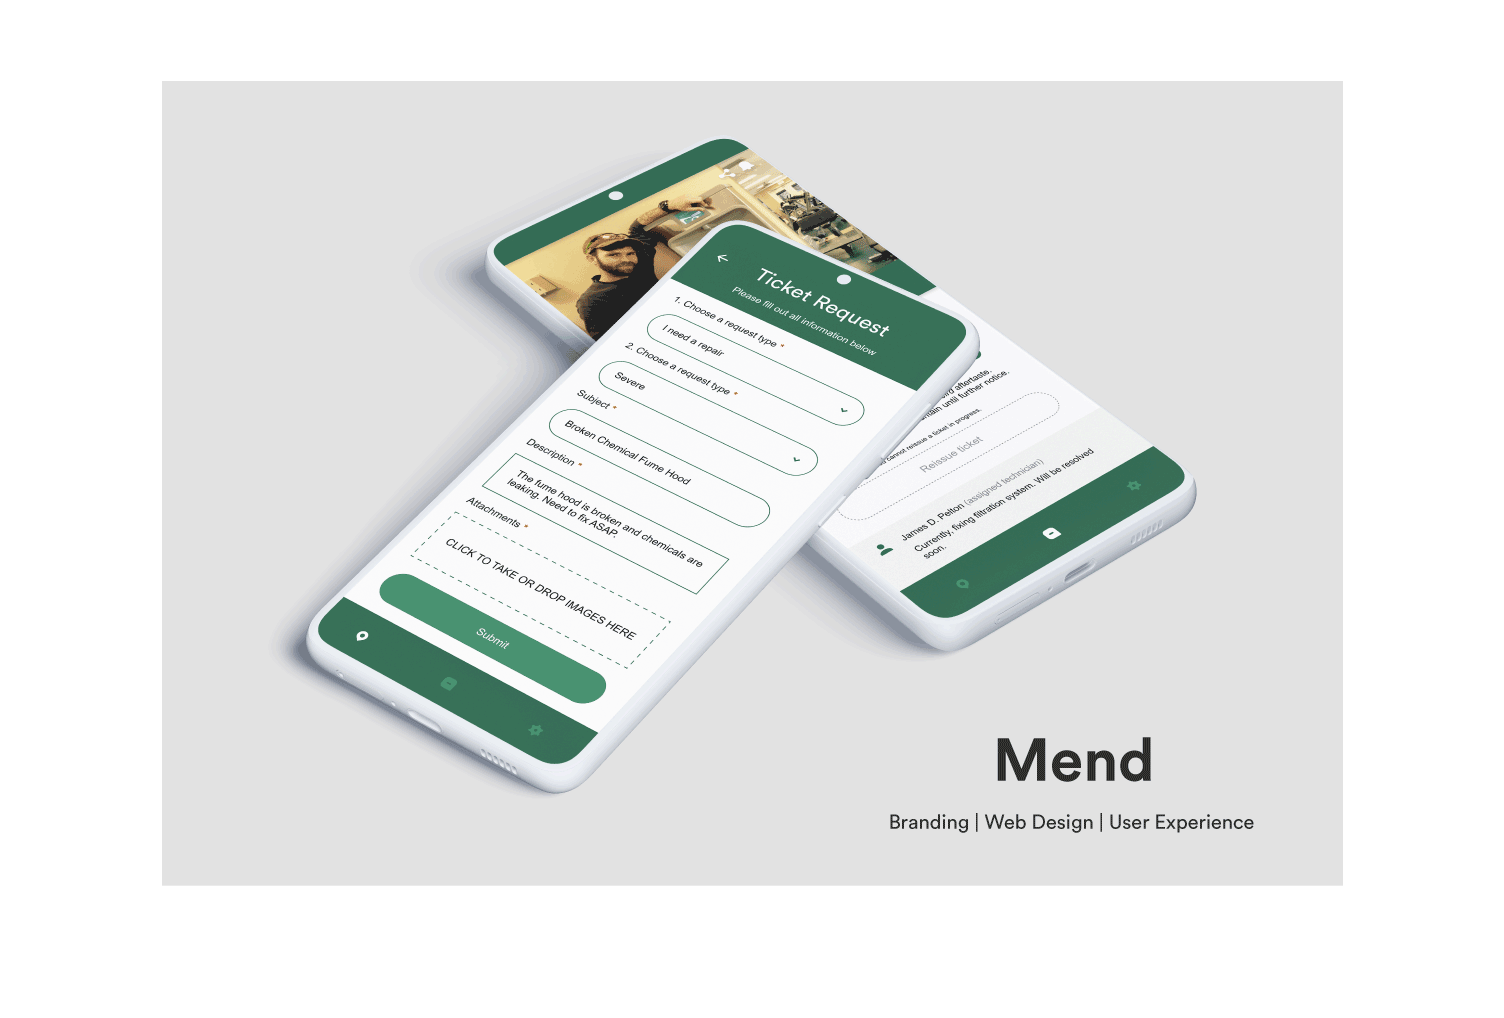 Ticket Request
Please fill out all information below
1. Choose a request type *
I need a repair
2. Choose a request type *
Severe
Subject *
Broken Chemical Fume Hood
Description *
The fume hood is broken and chemicals are
leaking. Need to fix ASAP.
Attachments *
CLICK TO TAKE OR DROP IMAGES HERE
Submit
aftertaste.
until further notice.
cannot reissue a ticket in progress.
Reissue ticket
James D. Pelton (assigned technician)
Currently, fixing filtration system. Will be resolved
soon.
Mend
Branding | Web Design | User Experience